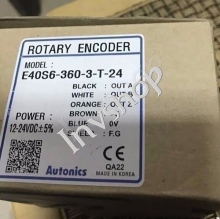 ROTARY ENCODER
MODEL :
E40S6-360-3-T-24
BLACK : OUT A
WHITE : OUT B
ORANGE : OUT Z
POWER : BROWN
12-24VDC±5% BLUE : 0V
SHIELD : F.G
Autonics
QA22
MADE IN KOREA